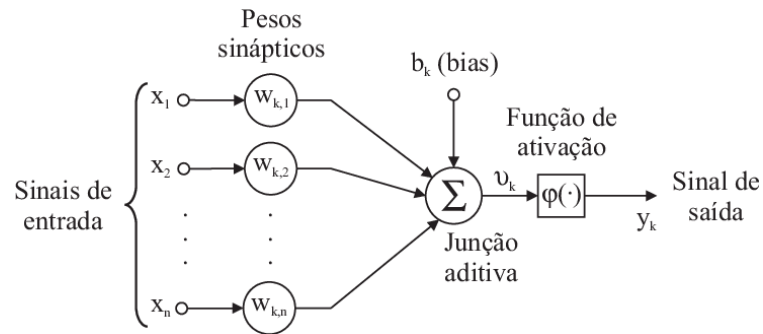 Pesos
sinápticos
b_k (bias)
x_1
w_k,1
Função de
ativação
x_2
w_k,2
Sinais de
entrada
Σ
υ_k
φ(·)
y_k
Sinal de
saída
Junção
aditiva
x_n
w_k,n